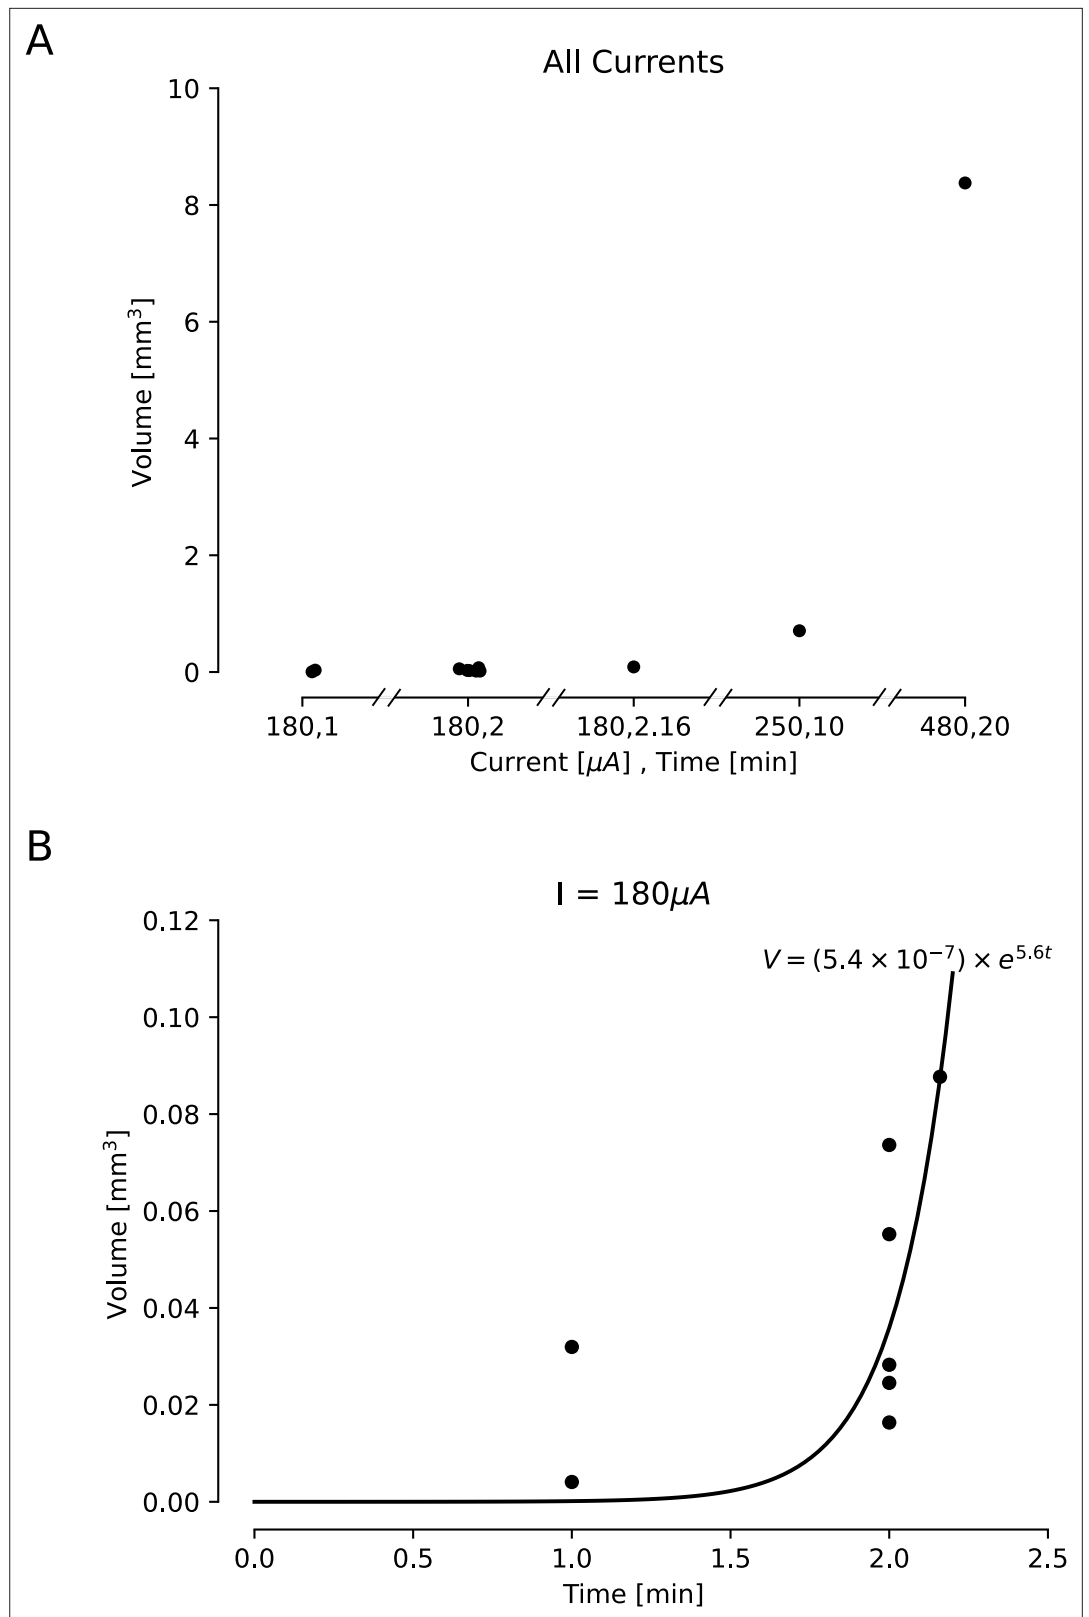 A
All Currents
10
8
6
4
2
0
Volume [mm³]
180,1 180,2 180,2.16 250,10 480,20
Current [μA] , Time [min]
B
I = 180μA
V = (5.4 × 10⁻⁷) × e⁵·⁶ᵗ
0.12
0.10
0.08
0.06
0.04
0.02
0.00
Volume [mm³]
0.0 0.5 1.0 1.5 2.0 2.5
Time [min]